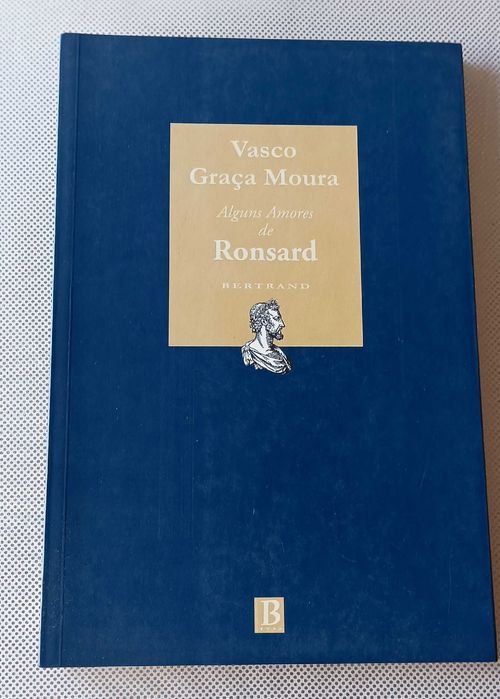 Vasco
Graça Moura
Alguns Amores
de
Ronsard
BERTRAND
B